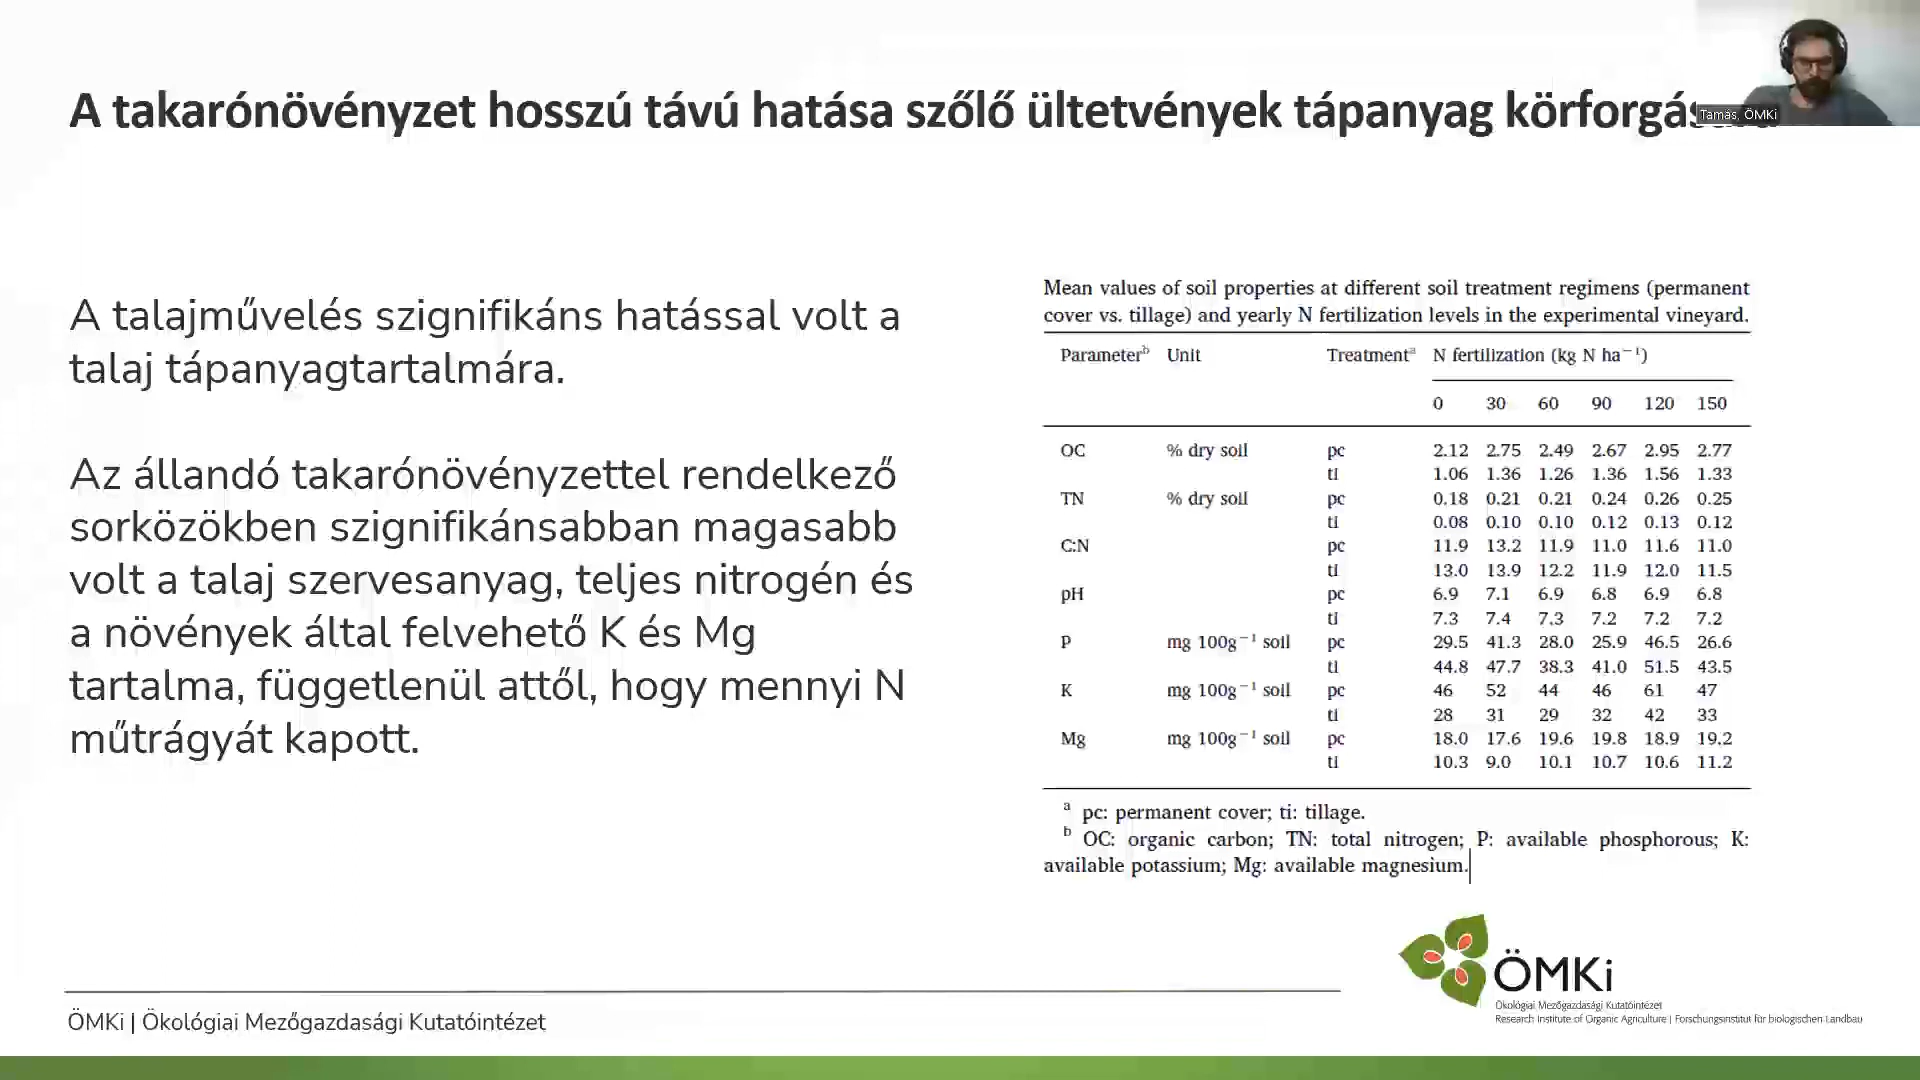 A takarónövényzet hosszú távú hatása szőlő ültetvények tápanyag
Tamás, ÖMKi
A talajművelés szignifikáns hatással volt a
talaj tápanyagtartalmára.
Az állandó takarónövényzettel rendelkező
sorközökben szignifikánsabban magasabb
volt a talaj szervesanyag, teljes nitrogén és
a növények által felvehető K és Mg
tartalma, függetlenül attől, hogy mennyi N
műtrágyát kapott.
Mean values of soil properties at different soil treatment regimens (permanent
cover vs. tillage) and yearly N fertilization levels in the experimental vineyard.
Parameterᵇ Unit Treatmentᵃ N fertilization (kg N ha⁻¹)
0 30 60 90 120 150
OC % dry soil pc 2.12 2.75 2.49 2.67 2.95 2.77
ti 1.06 1.36 1.26 1.36 1.56 1.33
TN % dry soil pc 0.18 0.21 0.21 0.24 0.26 0.25
ti 0.08 0.10 0.10 0.12 0.13 0.12
C:N pc 11.9 13.2 11.9 11.0 11.6 11.0
ti 13.0 13.9 12.2 11.9 12.0 11.5
pH pc 6.9 7.1 6.9 6.8 6.9 6.8
ti 7.3 7.4 7.3 7.2 7.2 7.2
P mg 100g⁻¹ soil pc 29.5 41.3 28.0 25.9 46.5 26.6
ti 44.8 47.7 38.3 41.0 51.5 43.5
K mg 100g⁻¹ soil pc 46 52 44 46 61 47
ti 28 31 29 32 42 33
Mg mg 100g⁻¹ soil pc 18.0 17.6 19.6 19.8 18.9 19.2
ti 10.3 9.0 10.1 10.7 10.6 11.2
ᵃ pc: permanent cover; ti: tillage.
ᵇ OC: organic carbon; TN: total nitrogen; P: available phosphorous; K:
available potassium; Mg: available magnesium.
ÖMKi
Ökológiai Mezőgazdasági Kutatóintézet
Research Institute of Organic Agriculture | Forschungsinstitut für biologischen Landbau
ÖMKi | Ökológiai Mezőgazdasági Kutatóintézet